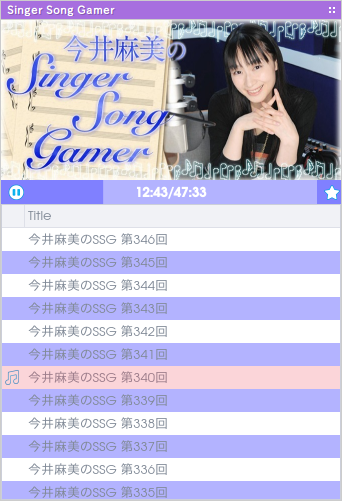 Singer Song Gamer
今井麻美の
Singer
Song
Gamer
12:43/47:33
Title
今井麻美のSSG 第346回
今井麻美のSSG 第345回
今井麻美のSSG 第344回
今井麻美のSSG 第343回
今井麻美のSSG 第342回
今井麻美のSSG 第341回
今井麻美のSSG 第340回
今井麻美のSSG 第339回
今井麻美のSSG 第338回
今井麻美のSSG 第337回
今井麻美のSSG 第336回
今井麻美のSSG 第335回